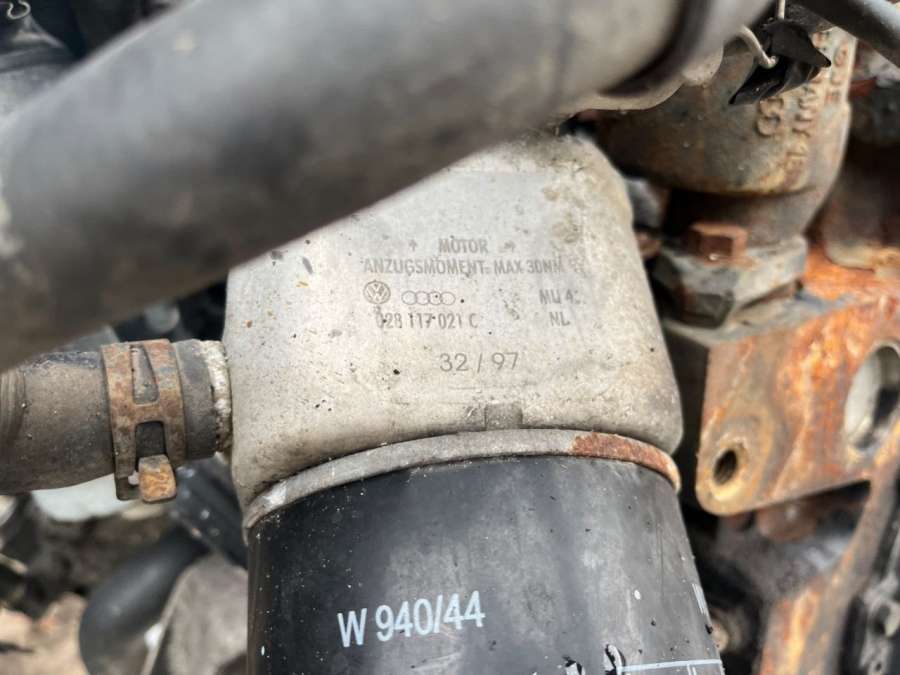 MOTOR
ANZUGSMOMENT: MAX 30NM
028 117 021 C
NL
32/97
W 940/44